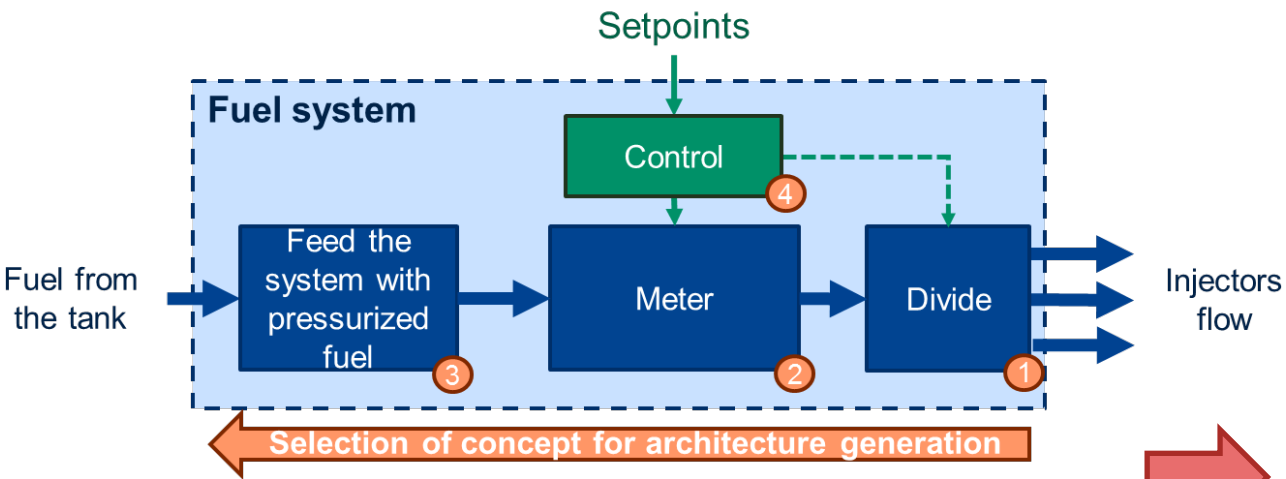 Setpoints
Fuel system
Control
4
Feed the
system with
pressurized
fuel
3
Meter
2
Divide
1
Fuel from
the tank
Injectors
flow
Selection of concept for architecture generation